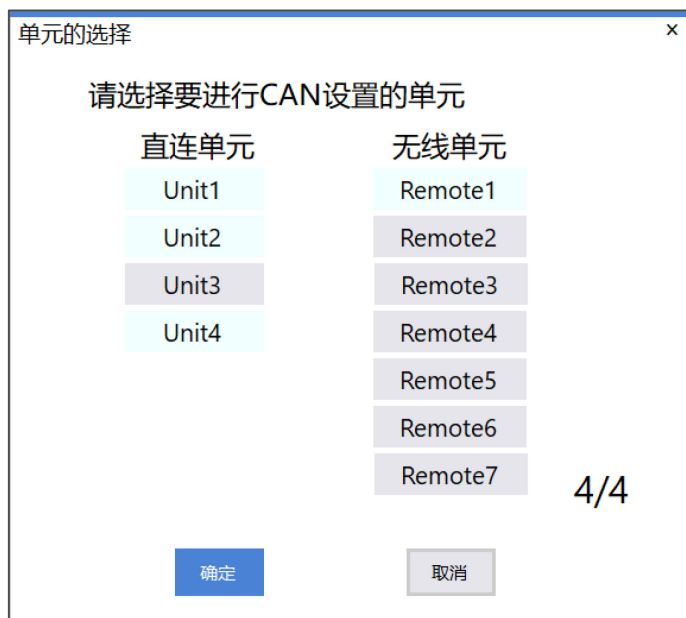 单元的选择
x
请选择要进行CAN设置的单元
直连单元 无线单元
Unit1 Remote1
Unit2 Remote2
Unit3 Remote3
Unit4 Remote4
Remote5
Remote6
Remote7
4/4
确定 取消